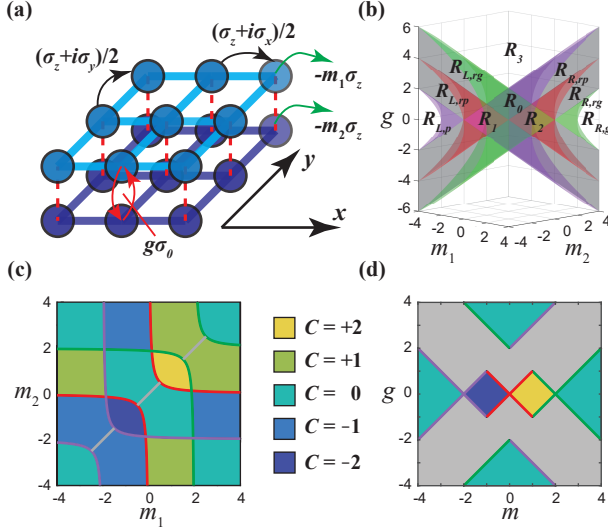 (a)
(σz+iσy)/2
(σz+iσx)/2
-m1σz
-m2σz
gσ0
y
x
(b)
6
4
2
0
-2
-4
-6
g
R3
RL,rg
RR,rg
RL,rp
RR,rp
R0
RL,p
R1
R2
RR,g
-4
-2
0
2
4
-4
-2
0
2
4
m1
m2
(c)
4
2
0
-2
-4
m2
-4
-2
0
2
4
m1
C = +2
C = +1
C = 0
C = -1
C = -2
(d)
4
2
0
-2
-4
g
-4
-2
0
2
4
m